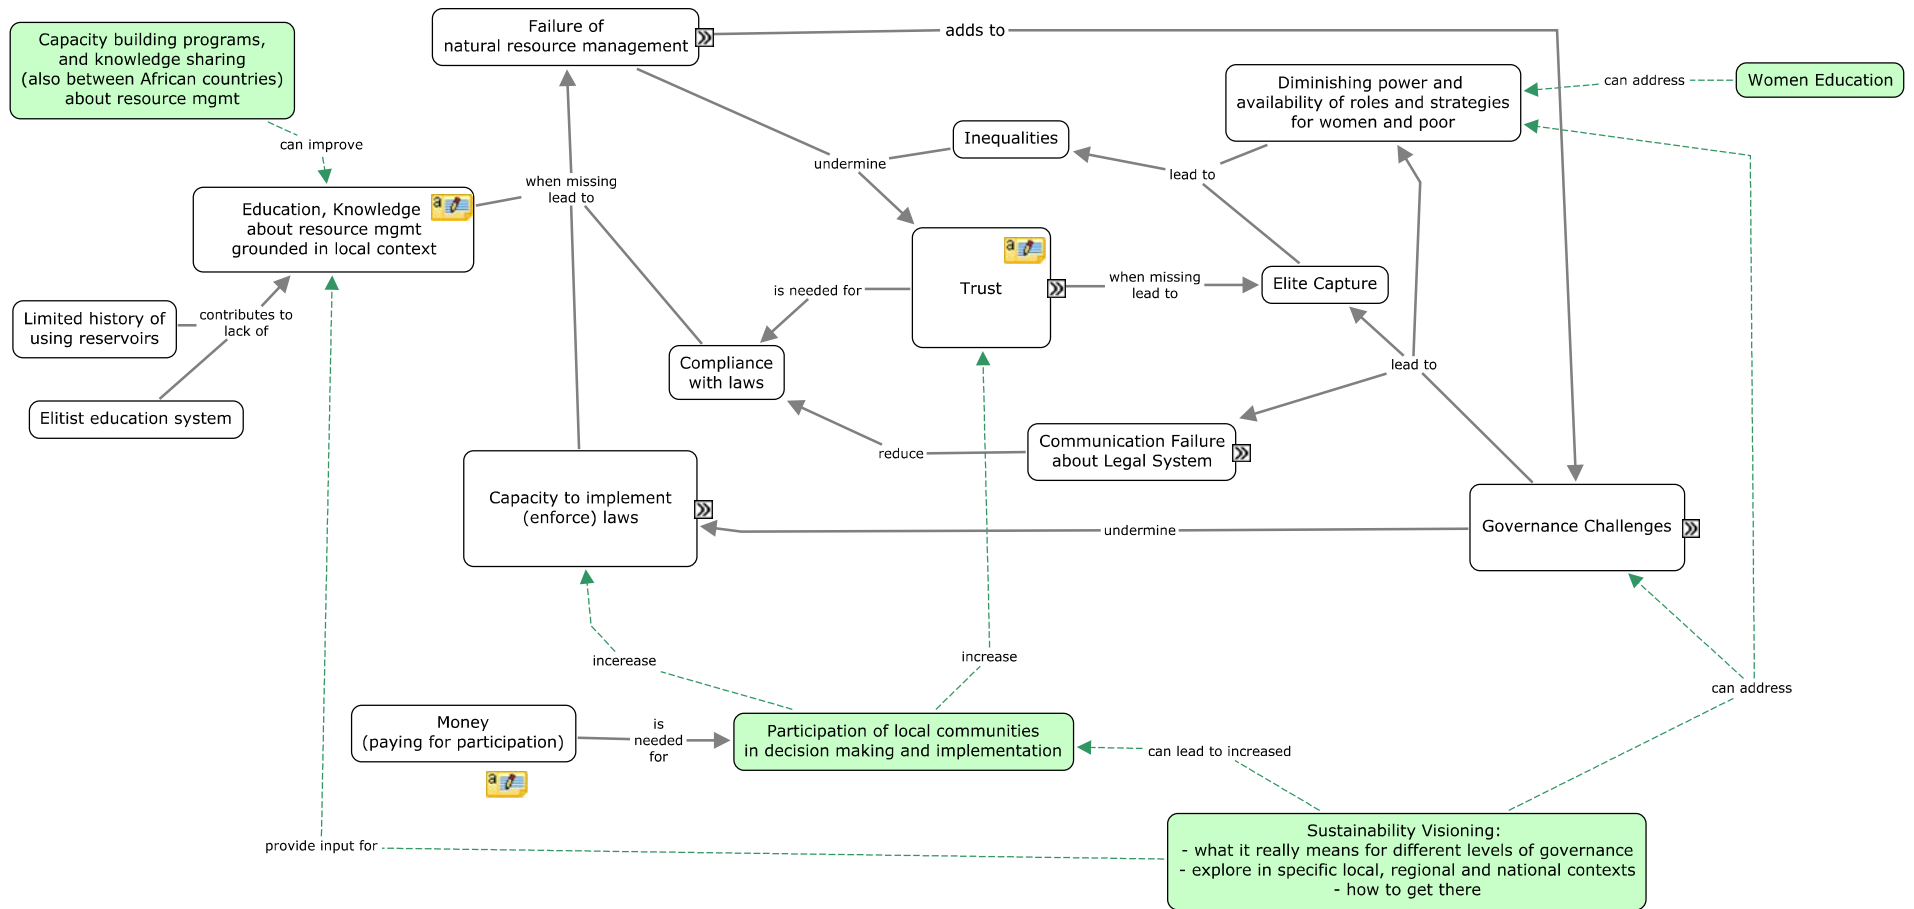 Failure of
natural resource management
adds to
Capacity building programs,
and knowledge sharing
(also between African countries)
about resource mgmt
can improve
Diminishing power and
availability of roles and strategies
for women and poor
can address
Women Education
Inequalities
undermine
lead to
when missing
lead to
Education, Knowledge
about resource mgmt
grounded in local context
a
a
Trust
is needed for
when missing
lead to
Elite Capture
Limited history of
using reservoirs
contributes to
lack of
Elitist education system
Compliance
with laws
lead to
Communication Failure
about Legal System
reduce
Capacity to implement
(enforce) laws
undermine
Governance Challenges
incerease
increase
can address
Money
(paying for participation)
a
is
needed
for
Participation of local communities
in decision making and implementation
can lead to increased
provide input for
Sustainability Visioning:
- what it really means for different levels of governance
- explore in specific local, regional and national contexts
- how to get there